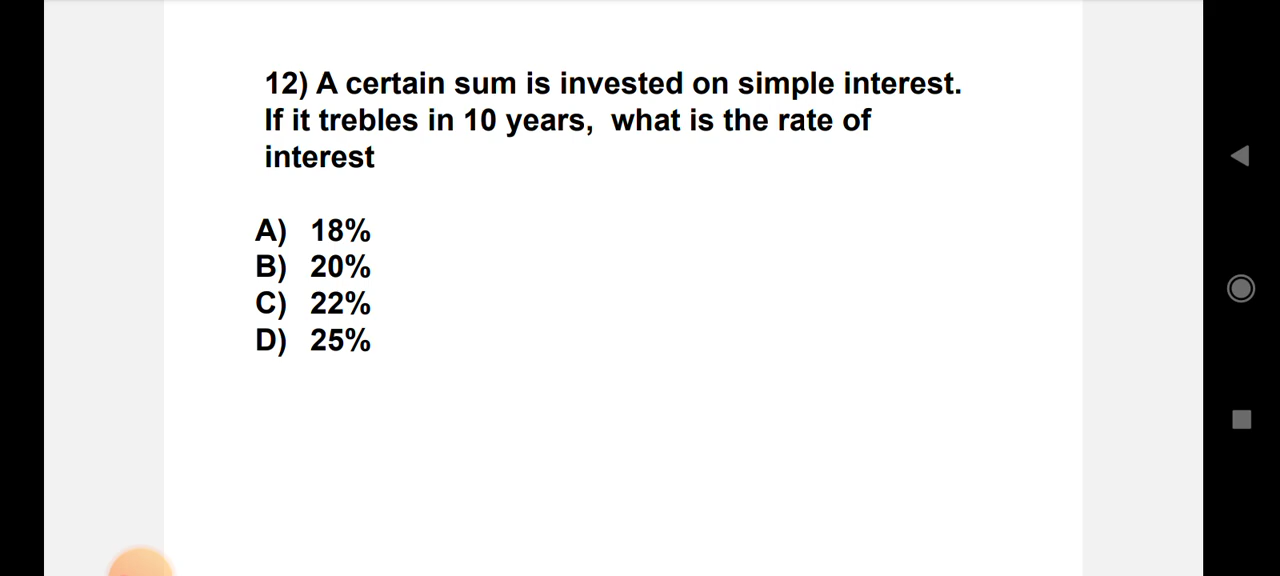 12) A certain sum is invested on simple interest.
If it trebles in 10 years,  what is the rate of
interest
A)  18%
B)  20%
C)  22%
D)  25%